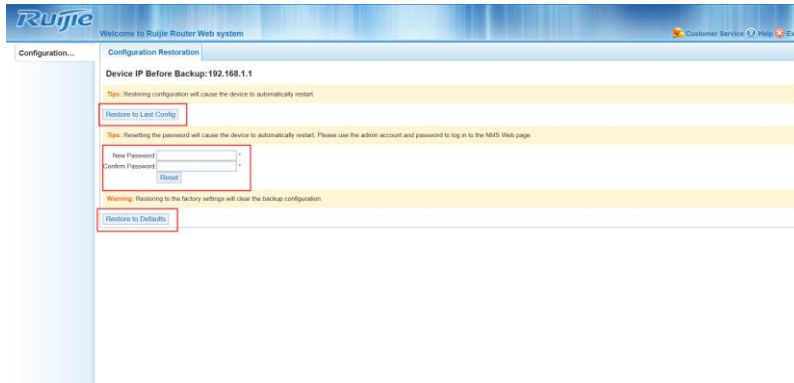 Ruijie
Welcome to Ruijie Router Web system
Customer Service Help Ex
Configuration...
Configuration Restoration
Device IP Before Backup:192.168.1.1
Tips: Restoring configuration will cause the device to automatically restart.
Restore to Last Config
Tips: Resetting the password will cause the device to automatically restart. Please use the admin account and password to log in to the NMS Web page.
New Password: *
Confirm Password: *
Reset
Warning: Restoring to the factory settings will clear the backup configuration.
Restore to Defaults